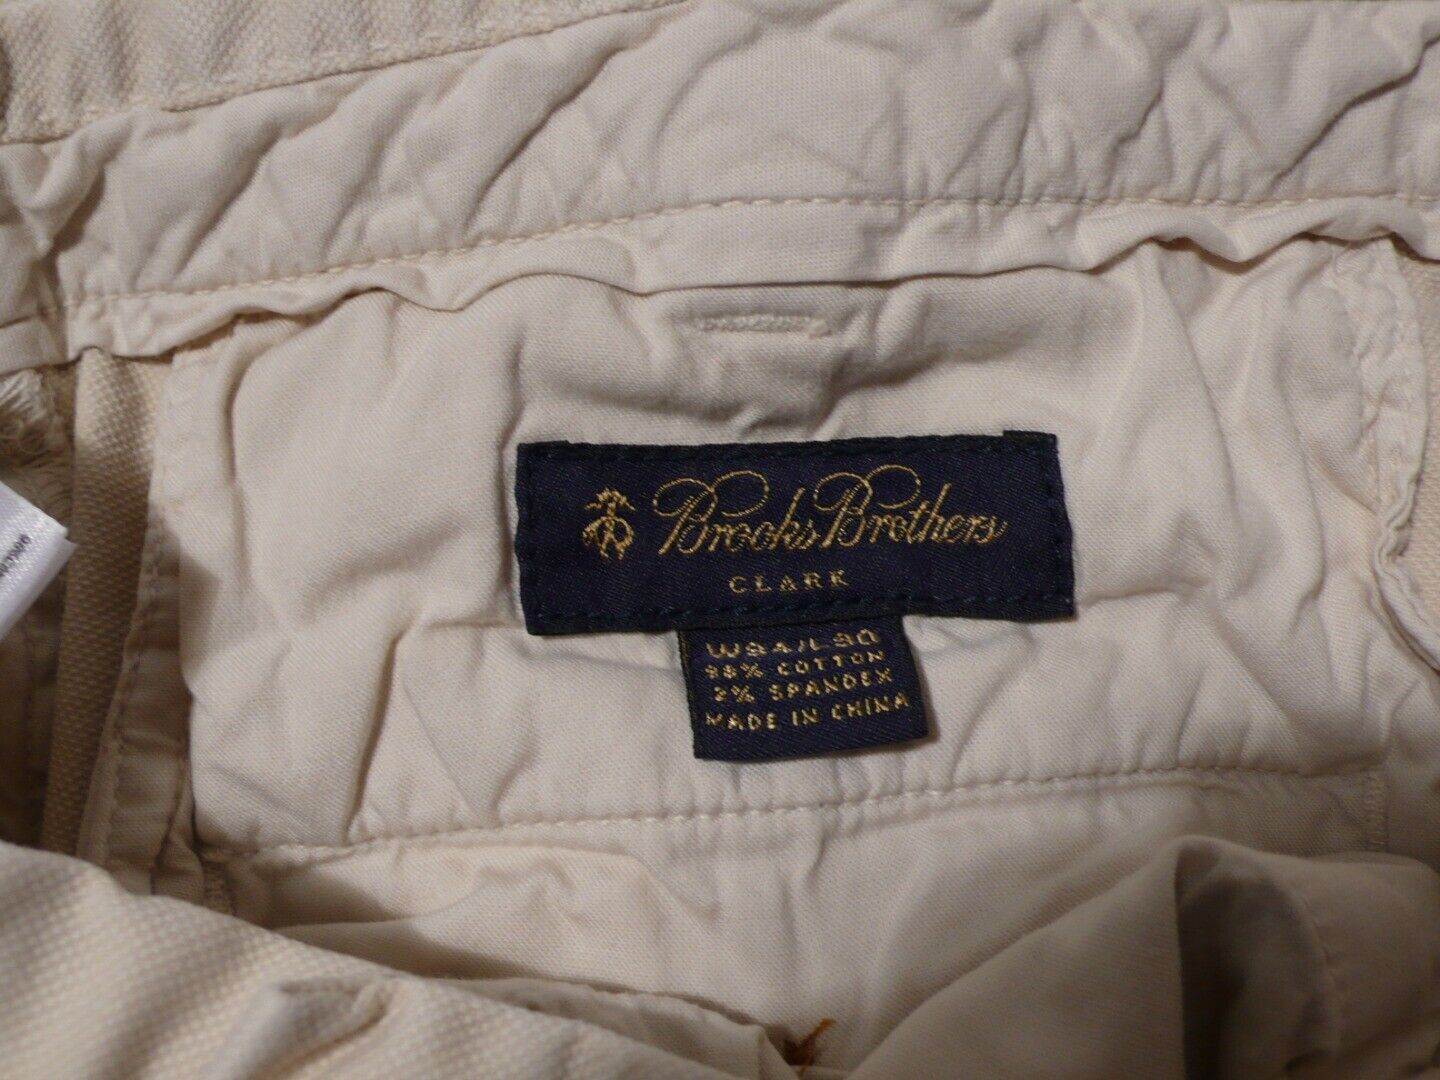 Brooks Brothers
CLARK
W34/L30
98% COTTON
2% SPANDEX
MADE IN CHINA